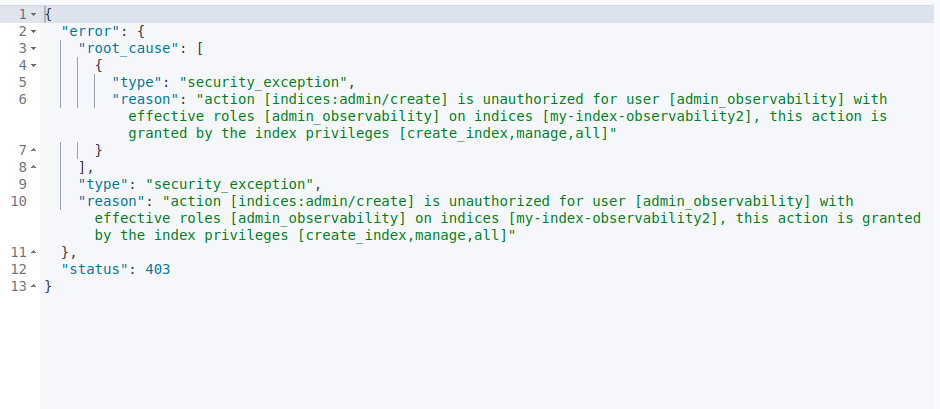 1 {
2 "error": {
3 "root_cause": [
4 {
5 "type": "security_exception",
6 "reason": "action [indices:admin/create] is unauthorized for user [admin_observability] with
effective roles [admin_observability] on indices [my-index-observability2], this action is
granted by the index privileges [create_index,manage,all]"
7 }
8 ],
9 "type": "security_exception",
10 "reason": "action [indices:admin/create] is unauthorized for user [admin_observability] with
effective roles [admin_observability] on indices [my-index-observability2], this action is granted
by the index privileges [create_index,manage,all]"
11 },
12 "status": 403
13 }